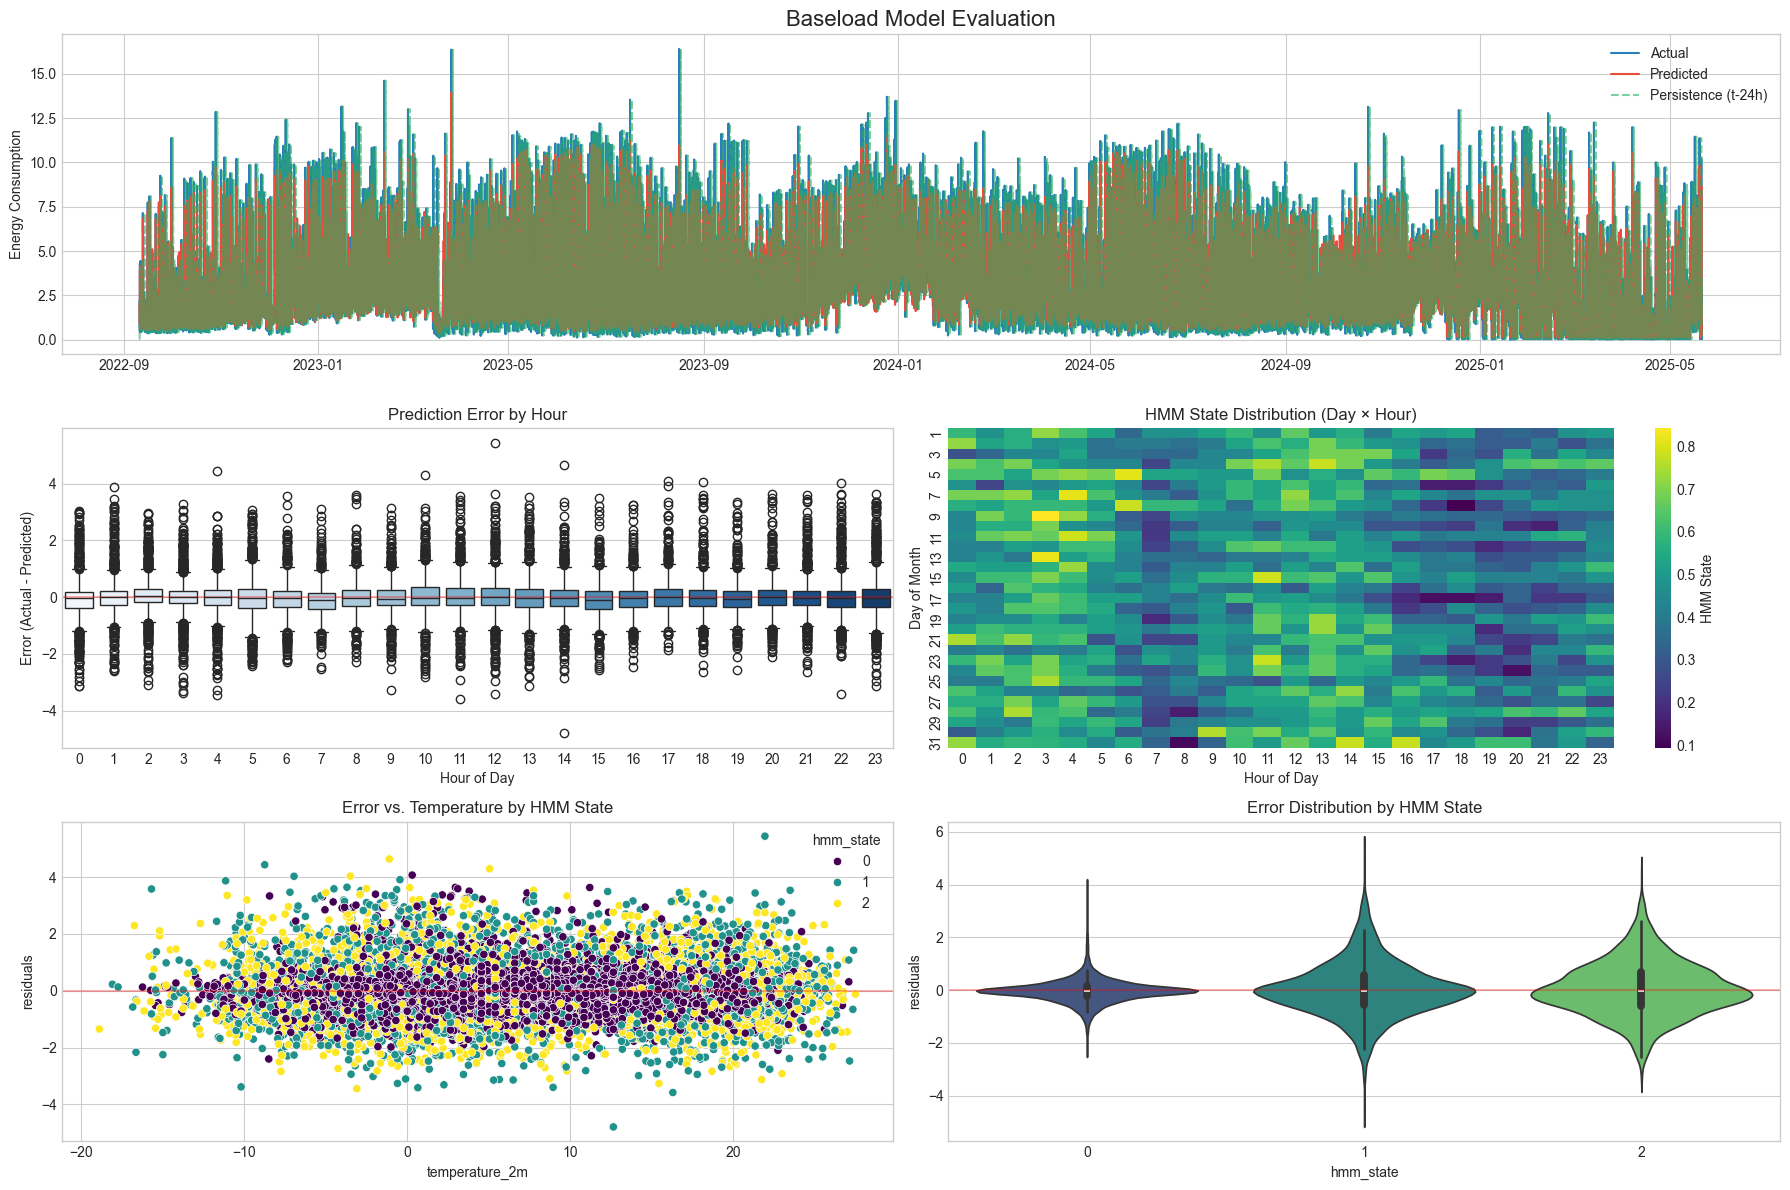 Baseload Model Evaluation
Energy Consumption
15.0
12.5
10.0
7.5
5.0
2.5
0.0
Actual
Predicted
Persistence (t-24h)
2022-09 2023-01 2023-05 2023-09 2024-01 2024-05 2024-09 2025-01 2025-05
Prediction Error by Hour
Error (Actual - Predicted)
4
2
0
−2
−4
0 1 2 3 4 5 6 7 8 9 10 11 12 13 14 15 16 17 18 19 20 21 22 23
Hour of Day
HMM State Distribution (Day × Hour)
Day of Month
1
3
5
7
9
11
13
15
17
19
21
23
25
27
29
31
0 1 2 3 4 5 6 7 8 9 10 11 12 13 14 15 16 17 18 19 20 21 22 23
Hour of Day
0.8
0.7
0.6
0.5
0.4
0.3
0.2
0.1
HMM State
Error vs. Temperature by HMM State
residuals
4
2
0
−2
−4
hmm_state
0
1
2
−20 −10 0 10 20
temperature_2m
Error Distribution by HMM State
residuals
6
4
2
0
−2
−4
0 1 2
hmm_state